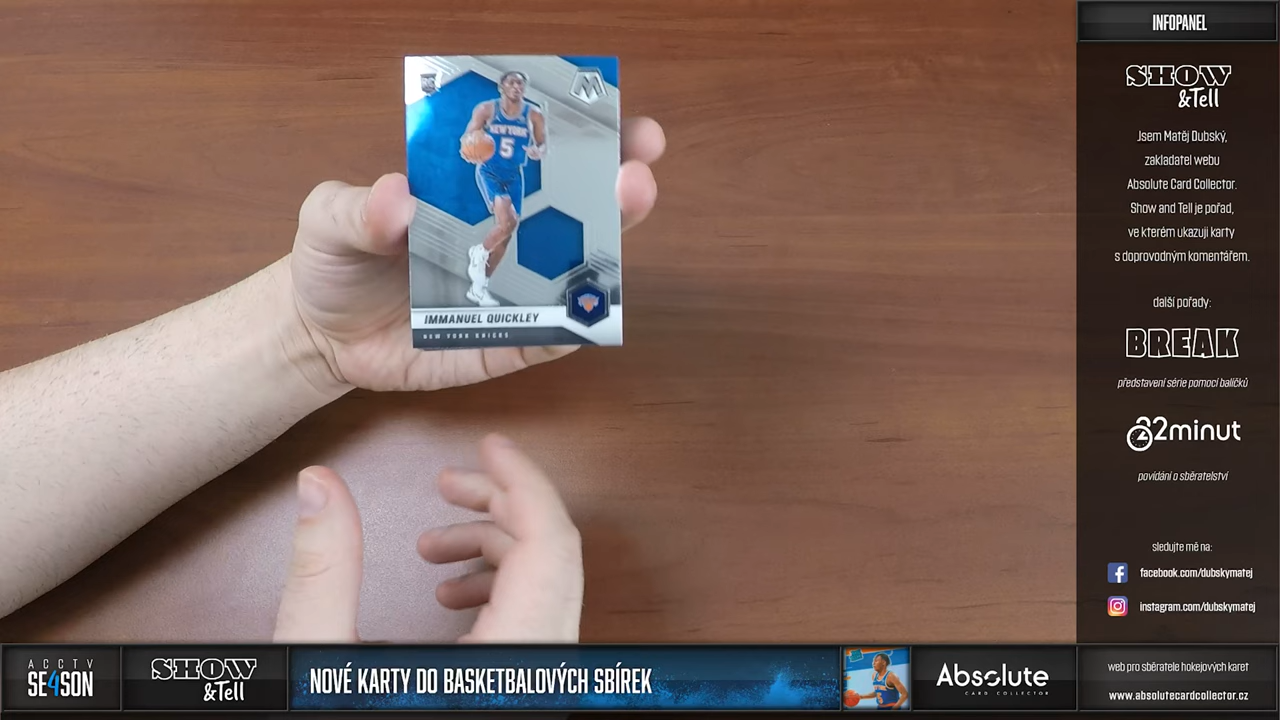 INFOPANEL
SHOW
&Tell
Jsem Matěj Dubský,
zakladatel webu
Absolute Card Collector.
Show and Tell je pořad,
ve kterém ukazuji karty
s doprovodným komentářem.
další pořady:
BREAK
představení série pomocí balíčků
22minut
povídání o sběratelství
sledujte mě na:
facebook.com/dubskymatej
instagram.com/dubskymatej
RC
M
NEW YORK
5
IMMANUEL QUICKLEY
NEW YORK KNICKS
ACCTV
SE4SON
SHOW
&Tell
NOVÉ KARTY DO BASKETBALOVÝCH SBÍREK
Absolute
CARD COLLECTOR
web pro sběratele hokejových karet
www.absolutecardcollector.cz